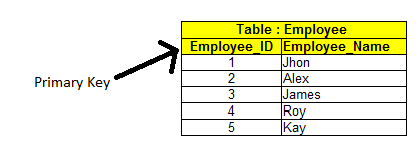 Table : Employee
Employee_ID Employee_Name
1 Jhon
2 Alex
3 James
4 Roy
5 Kay
Primary Key